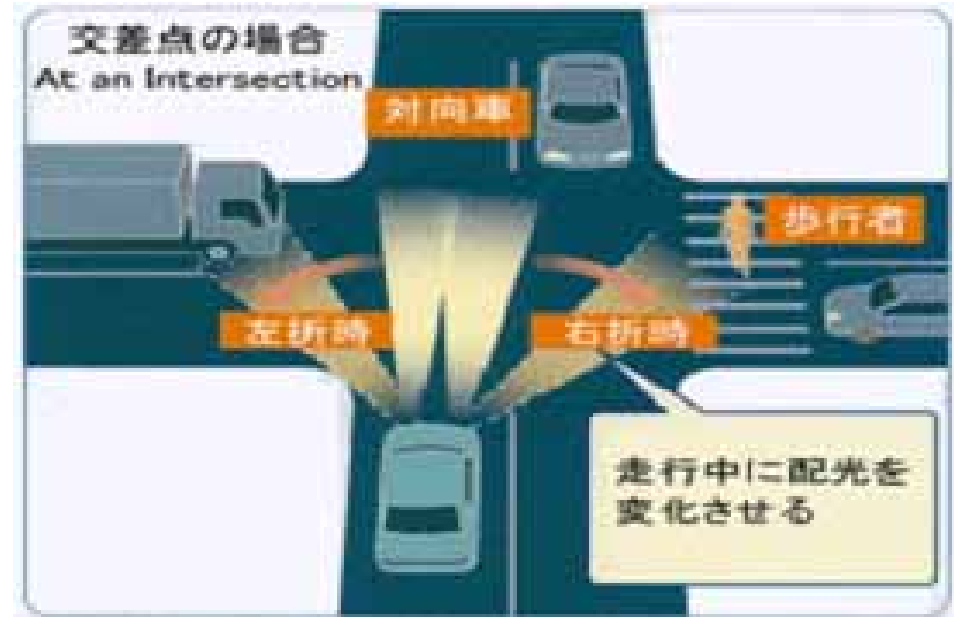 交差点の場合
At an Intersection
対向車
歩行者
左折時
右折時
走行中に配光を
変化させる